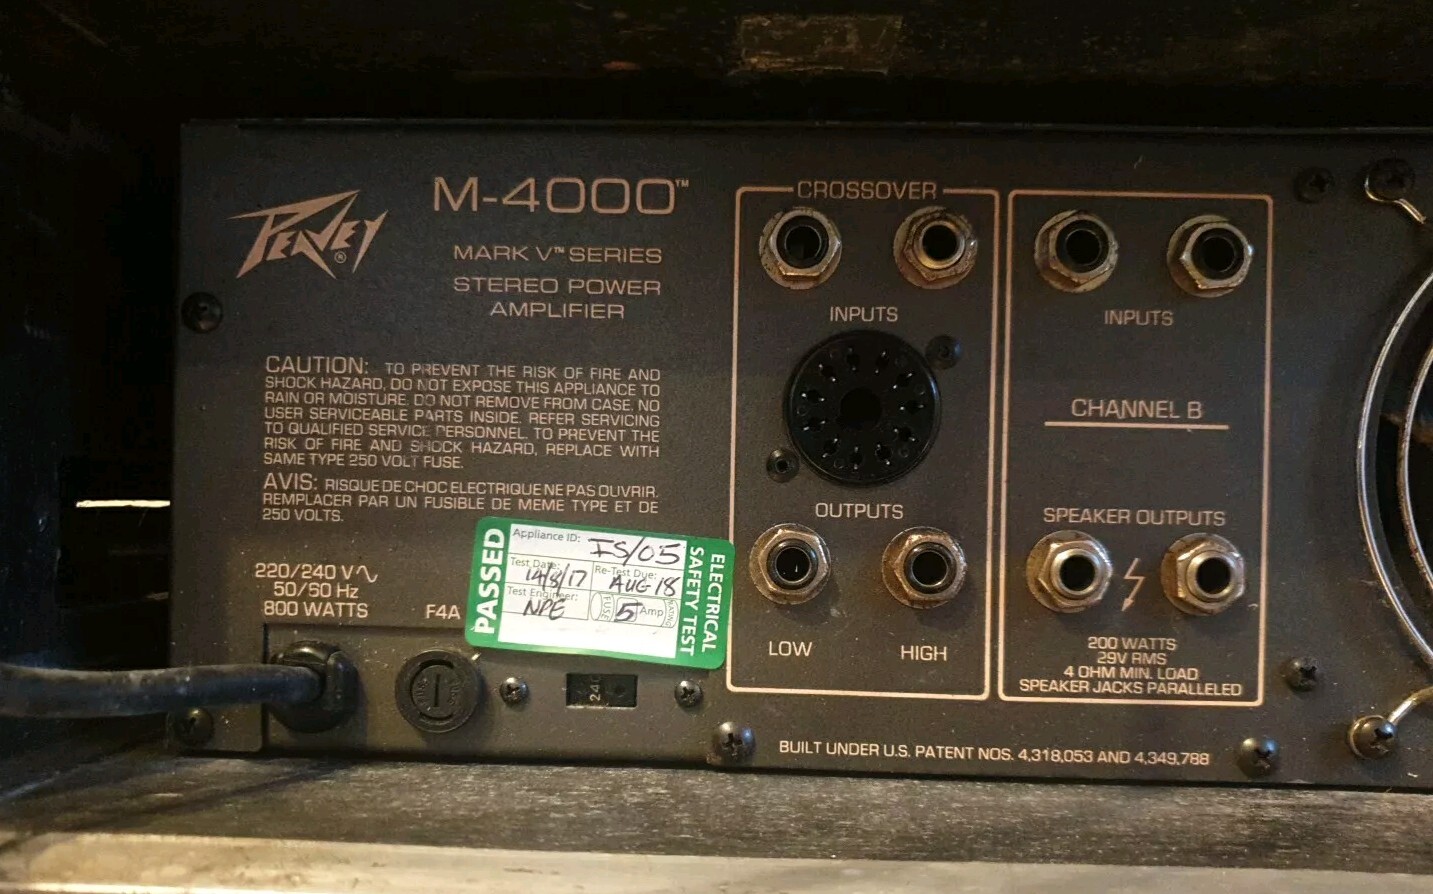 PEAVEY®
M-4000™
MARK V™ SERIES
STEREO POWER
AMPLIFIER
CAUTION: TO PREVENT THE RISK OF FIRE AND
SHOCK HAZARD, DO NOT EXPOSE THIS APPLIANCE TO
RAIN OR MOISTURE. DO NOT REMOVE FROM CASE. NO
USER SERVICEABLE PARTS INSIDE. REFER SERVICING
TO QUALIFIED SERVICE PERSONNEL. TO PREVENT THE
RISK OF FIRE AND SHOCK HAZARD, REPLACE WITH
SAME TYPE 250 VOLT FUSE.
AVIS: RISQUE DE CHOC ELECTRIQUE NE PAS OUVRIR.
REMPLACER PAR UN FUSIBLE DE MEME TYPE ET DE
250 VOLTS.
220/240 V
50/60 Hz
800 WATTS
F4A
PASSED
Appliance ID: FS/05
Test Date: 14/8/17
Re-Test Due: AUG 18
Test Engineer: NPE
FUSE 5 Amp RATING
ELECTRICAL
SAFETY TEST
240
CROSSOVER
INPUTS
OUTPUTS
LOW
HIGH
INPUTS
CHANNEL B
SPEAKER OUTPUTS
200 WATTS
29V RMS
4 OHM MIN. LOAD
SPEAKER JACKS PARALLELED
BUILT UNDER U.S. PATENT NOS. 4,318,053 AND 4,349,788